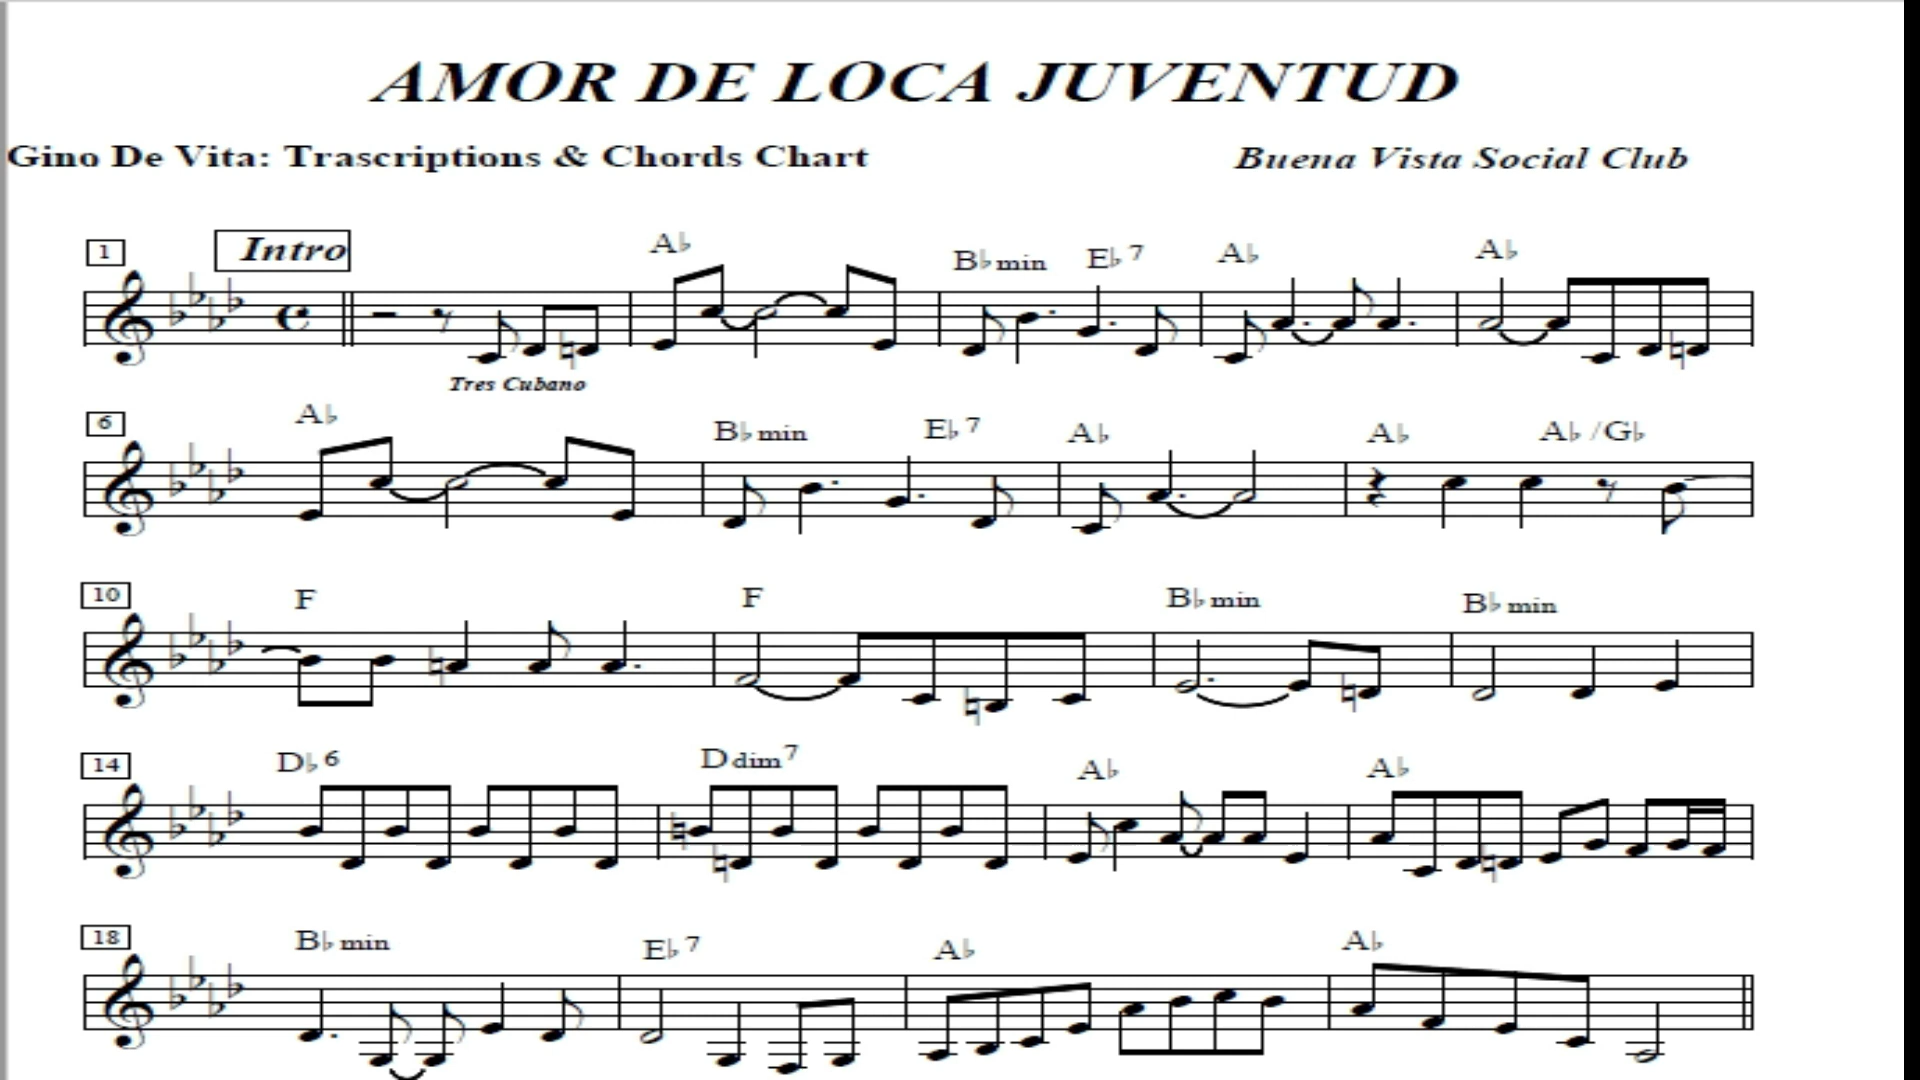 AMOR DE LOCA JUVENTUD
Gino De Vita: Trascriptions & Chords Chart
Buena Vista Social Club
1 Intro A♭ B♭min E♭7 A♭ A♭
Tres Cubano
6 A♭ B♭min E♭7 A♭ A♭ A♭/G♭
10 F F B♭min B♭min
14 D♭6 Ddim7 A♭ A♭
18 B♭min E♭7 A♭ A♭